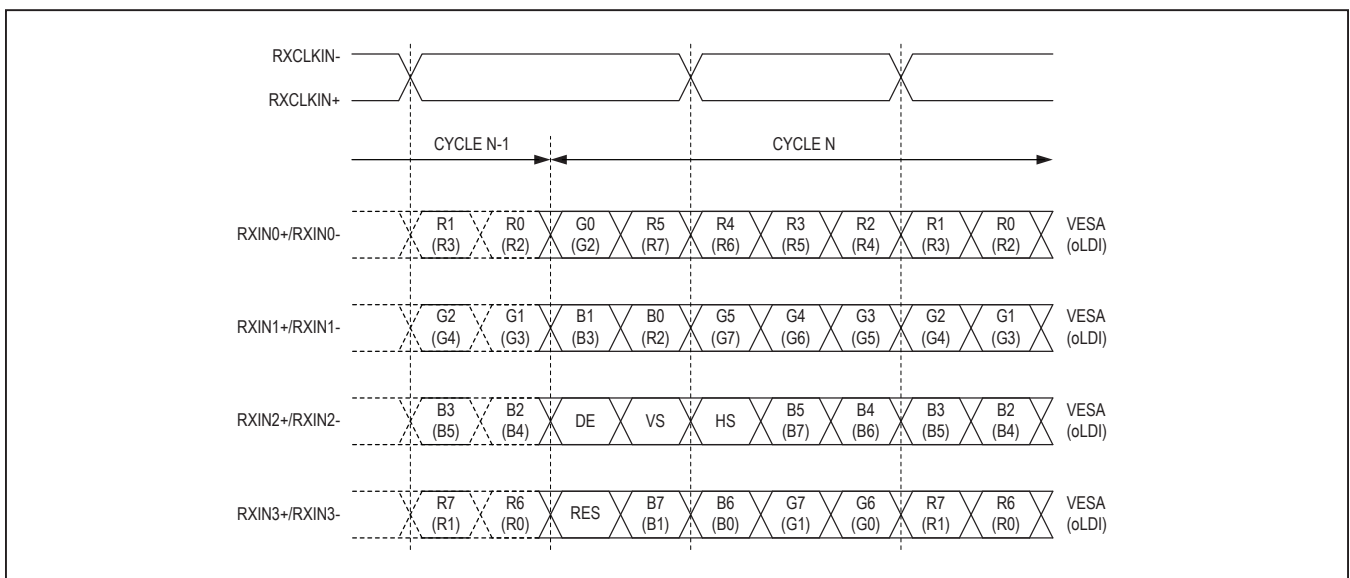 RXCLKIN-
RXCLKIN+
CYCLE N-1 CYCLE N
R1 R0 G0 R5 R4 R3 R2 R1 R0 VESA
RXIN0+/RXIN0-
(R3) (R2) (G2) (R7) (R6) (R5) (R4) (R3) (R2) (oLDI)
G2 G1 B1 B0 G5 G4 G3 G2 G1 VESA
RXIN1+/RXIN1-
(G4) (G3) (B3) (R2) (G7) (G6) (G5) (G4) (G3) (oLDI)
B3 B2 B5 B4 B3 B2 VESA
RXIN2+/RXIN2- DE VS HS
(B5) (B4) (B7) (B6) (B5) (B4) (oLDI)
R7 R6 B7 B6 G7 G6 R7 R6 VESA
RXIN3+/RXIN3- RES
(R1) (R0) (B1) (B0) (G1) (G0) (R1) (R0) (oLDI)